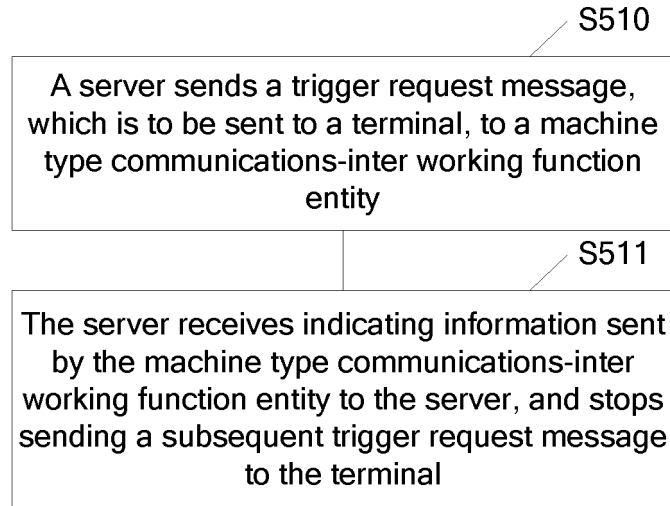 S510
A server sends a trigger request message,
which is to be sent to a terminal, to a machine
type communications-inter working function
entity
S511
The server receives indicating information sent
by the machine type communications-inter
working function entity to the server, and stops
sending a subsequent trigger request message
to the terminal